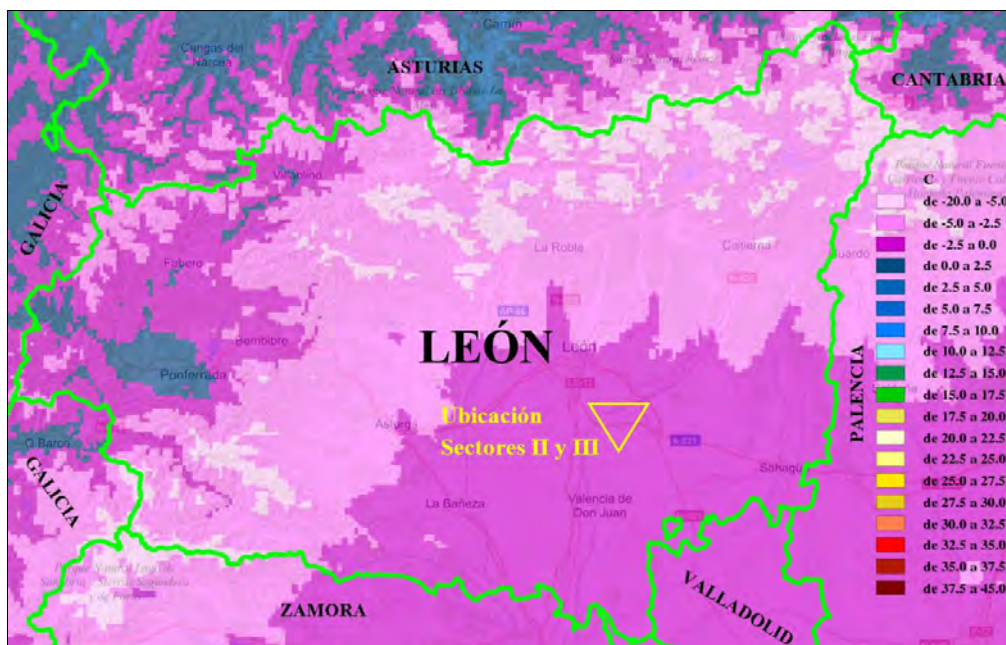 Cangas del
Narcea
ASTURIAS
CANTABRIA
GALICIA
Villablino
Fabero
La Robla
Cistierna
Guardo
Bembibre
LEÓN
León
Ponferrada
O Barco
Astorga
Ubicación
Sectores II y III
PALENCIA
Sahagún
GALICIA
La Bañeza
Valencia de
Don Juan
ZAMORA
VALLADOLID
C
de -20.0 a -5.0
de -5.0 a -2.5
de -2.5 a 0.0
de 0.0 a 2.5
de 2.5 a 5.0
de 5.0 a 7.5
de 7.5 a 10.0
de 10.0 a 12.5
de 12.5 a 15.0
de 15.0 a 17.5
de 17.5 a 20.0
de 20.0 a 22.5
de 22.5 a 25.0
de 25.0 a 27.5
de 27.5 a 30.0
de 30.0 a 32.5
de 32.5 a 35.0
de 35.0 a 37.5
de 37.5 a 45.0